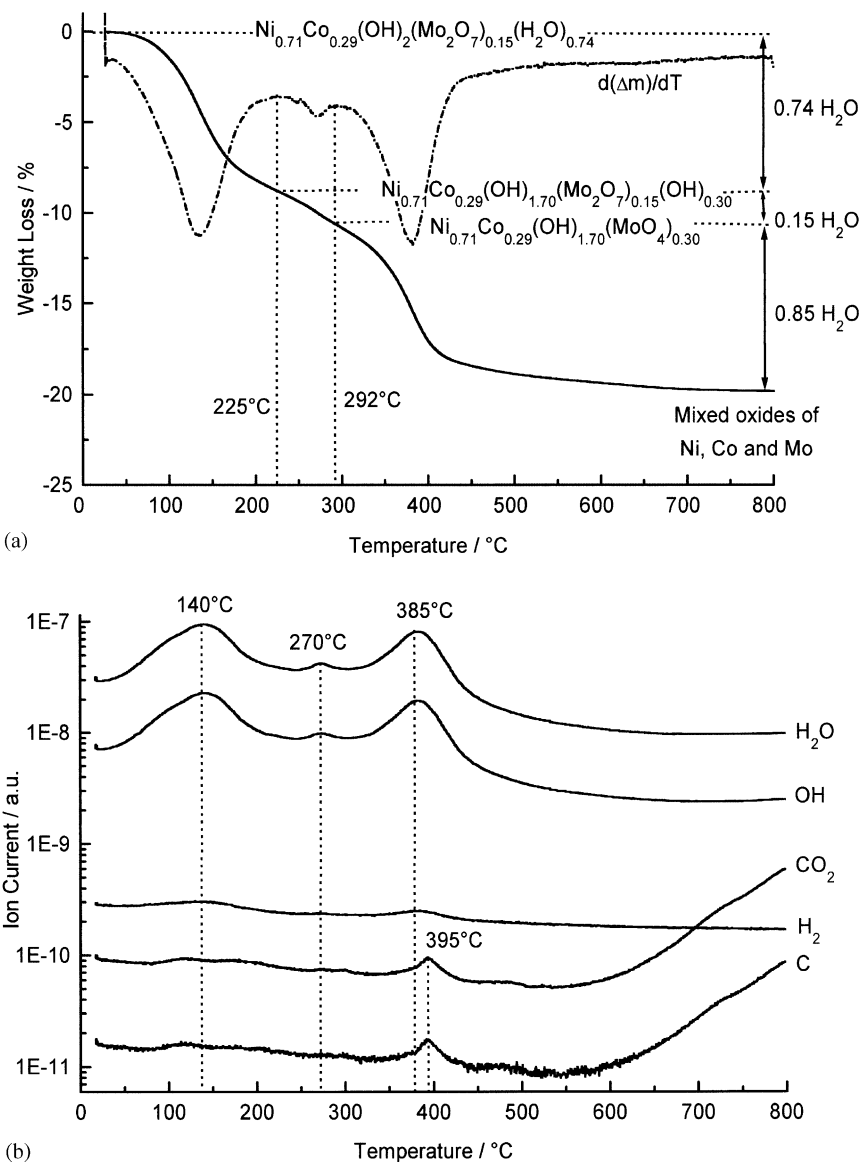 0
-5
-10
-15
-20
-25
Weight Loss / %
Ni0.71Co0.29(OH)2(Mo2O7)0.15(H2O)0.74
d(Δm)/dT
0.74 H2O
Ni0.71Co0.29(OH)1.70(Mo2O7)0.15(OH)0.30
0.15 H2O
Ni0.71Co0.29(OH)1.70(MoO4)0.30
0.85 H2O
225°C
292°C
Mixed oxides of
Ni, Co and Mo
0 100 200 300 400 500 600 700 800
(a)
Temperature / °C
1E-7
1E-8
1E-9
1E-10
1E-11
Ion Current / a.u.
140°C
270°C
385°C
395°C
H2O
OH
CO2
H2
C
0 100 200 300 400 500 600 700 800
(b)
Temperature / °C